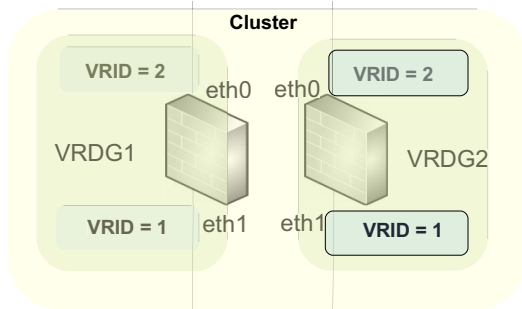 Cluster
VRID = 2
VRID = 2
eth0
eth0
VRDG1
VRDG2
VRID = 1
eth1
eth1
VRID = 1